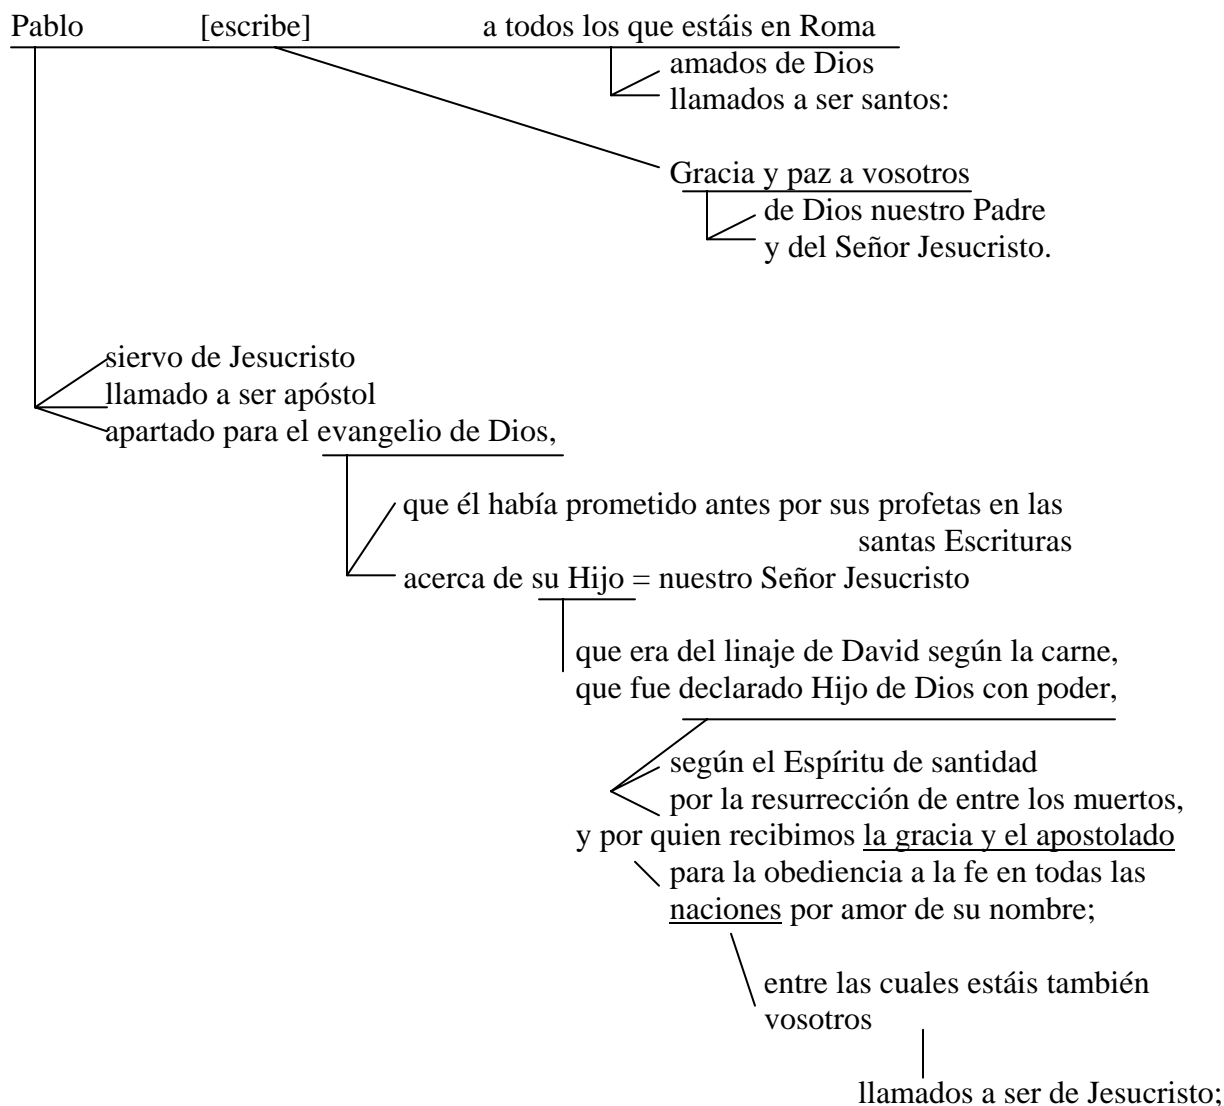 Pablo [escribe] a todos los que estáis en Roma
amados de Dios
llamados a ser santos:
Gracia y paz a vosotros
de Dios nuestro Padre
y del Señor Jesucristo.
siervo de Jesucristo
llamado a ser apóstol
apartado para el evangelio de Dios,
que él había prometido antes por sus profetas en las
santas Escrituras
acerca de su Hijo = nuestro Señor Jesucristo
que era del linaje de David según la carne,
que fue declarado Hijo de Dios con poder,
según el Espíritu de santidad
por la resurrección de entre los muertos,
y por quien recibimos la gracia y el apostolado
para la obediencia a la fe en todas las
naciones por amor de su nombre;
entre las cuales estáis también
vosotros
llamados a ser de Jesucristo;